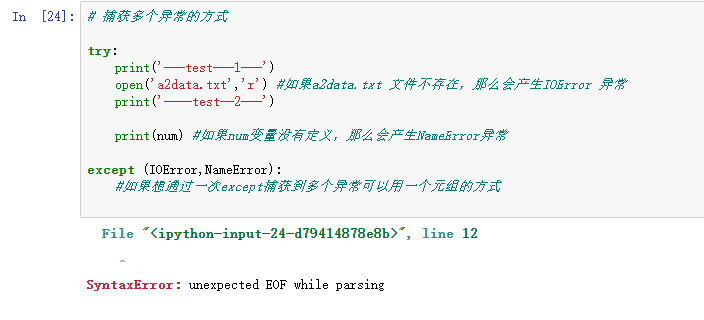 In [24]: # 捕获多个异常的方式
try:
print('——test——1——')
open('a2data.txt','r') #如果a2data.txt 文件不存在，那么会产生IOError 异常
print('———test——2——')
print(num) #如果num变量没有定义，那么会产生NameError异常
except (IOError,NameError):
#如果想通过一次except捕获到多个异常可以用一个元组的方式
File "<ipython-input-24-d79414878e8b>", line 12
^
SyntaxError: unexpected EOF while parsing